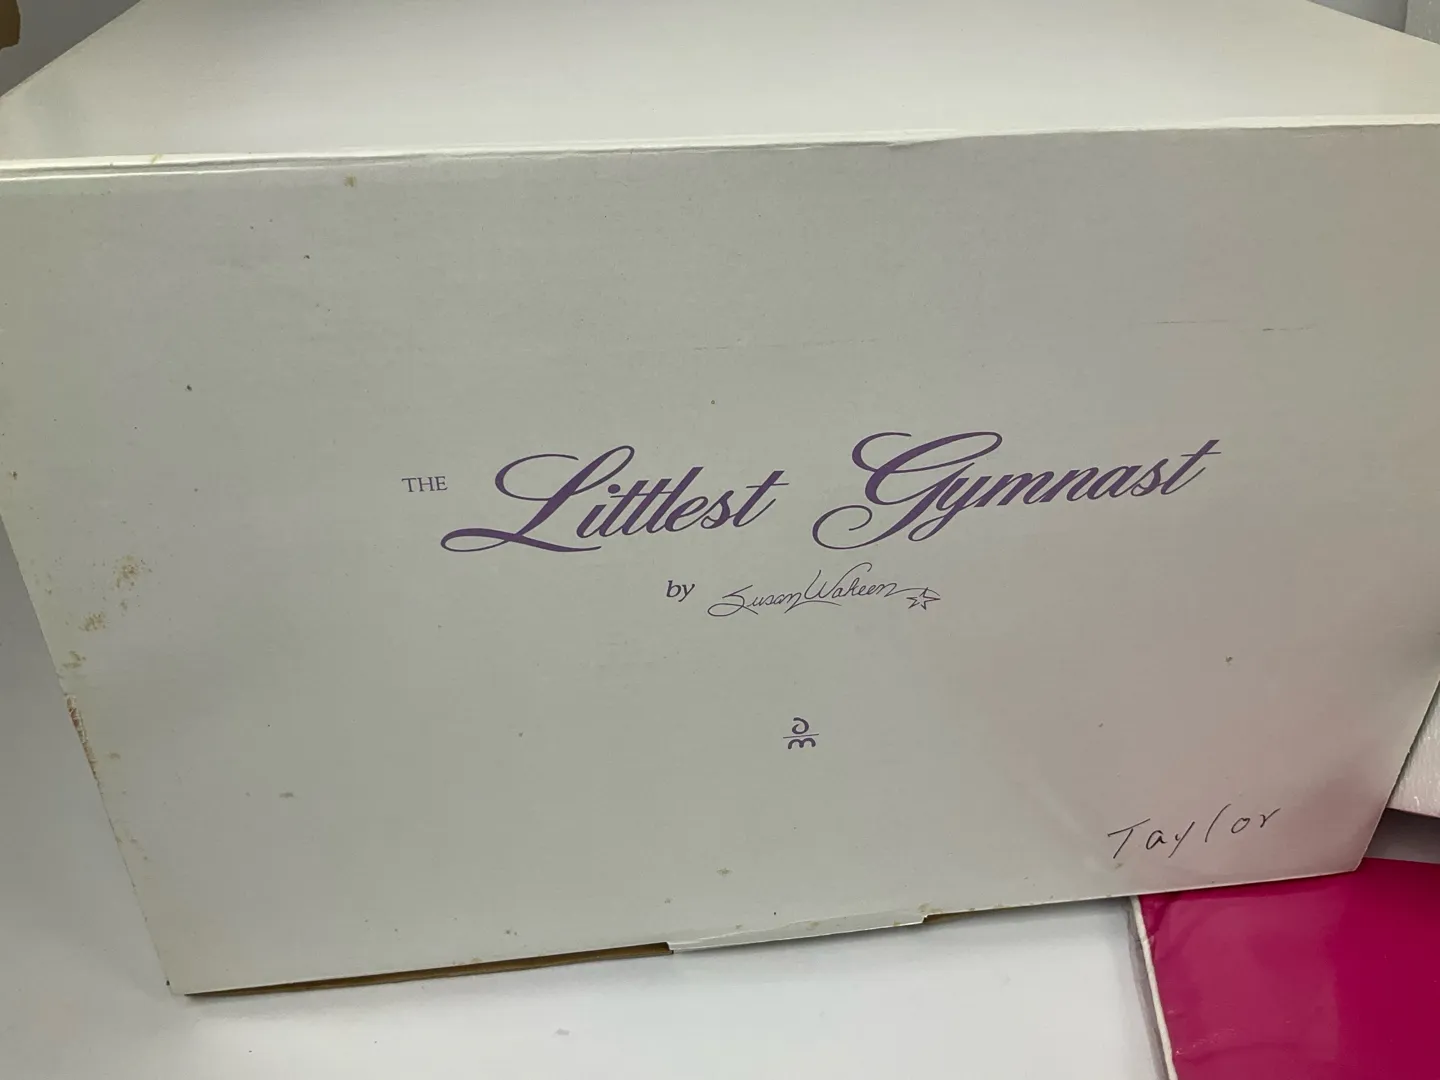 THE Littlest Gymnast
by Susan Wakeen
Taylor